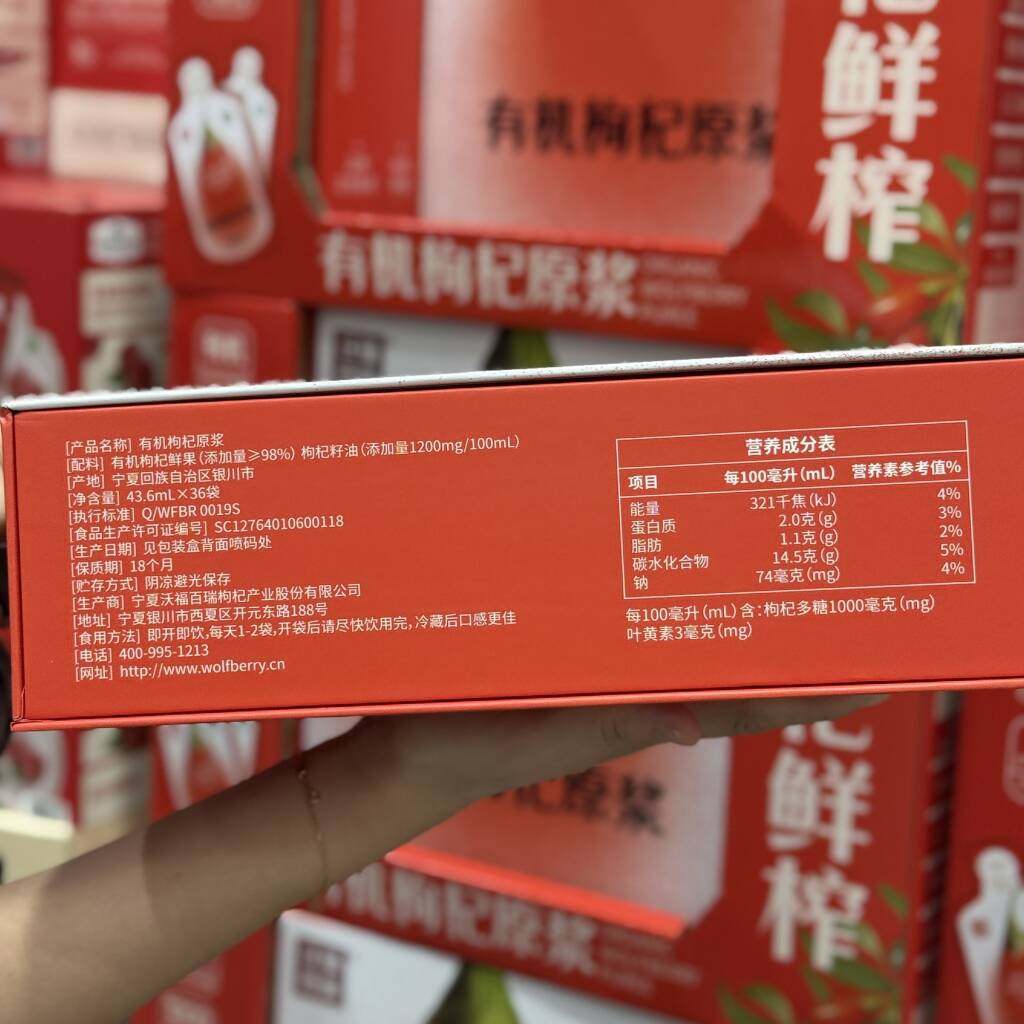 鲜榨
有机枸杞原浆
有机枸杞原浆
[产品名称] 有机枸杞原浆
[配料] 有机枸杞鲜果(添加量≥98%) 枸杞籽油(添加量1200mg/100mL)
[产地] 宁夏回族自治区银川市
[净含量] 43.6mL×36袋
[执行标准] Q/WFBR 0019S
[食品生产许可证编号] SC12764010600118
[生产日期] 见包装盒背面喷码处
[保质期] 18个月
[贮存方式] 阴凉避光保存
[生产商] 宁夏沃福百瑞枸杞产业股份有限公司
[地址] 宁夏银川市西夏区开元东路188号
[食用方法] 即开即饮,每天1-2袋,开袋后请尽快饮用完,冷藏后口感更佳
[电话] 400-995-1213
[网址] http://www.wolfberry.cn
营养成分表
项目 每100毫升(mL) 营养素参考值%
能量 321千焦(kJ) 4%
蛋白质 2.0克(g) 3%
脂肪 1.1克(g) 2%
碳水化合物 14.5克(g) 5%
钠 74毫克(mg) 4%
每100毫升(mL)含:枸杞多糖1000毫克(mg)
叶黄素3毫克(mg)
鲜榨
杞原浆
有机枸杞原浆